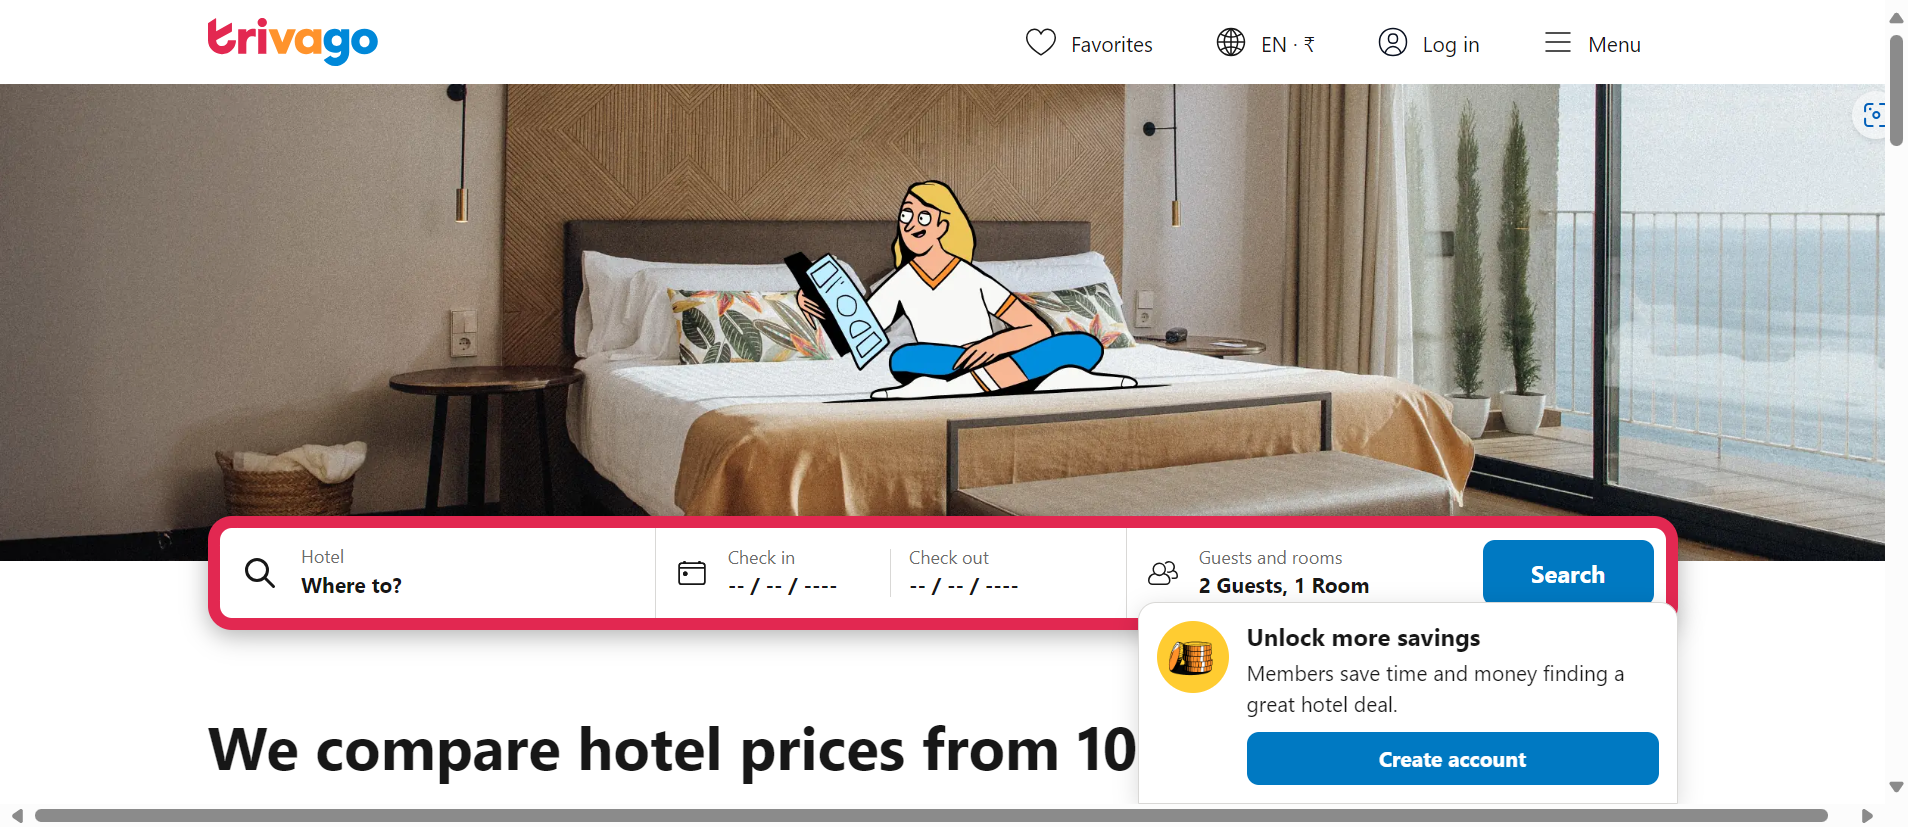 trivago
Favorites
EN · ₹
Log in
Menu
Hotel
Where to?
Check in
-- / -- / ----
Check out
-- / -- / ----
Guests and rooms
2 Guests, 1 Room
Search
Unlock more savings
Members save time and money finding a
great hotel deal.
Create account
We compare hotel prices from 10